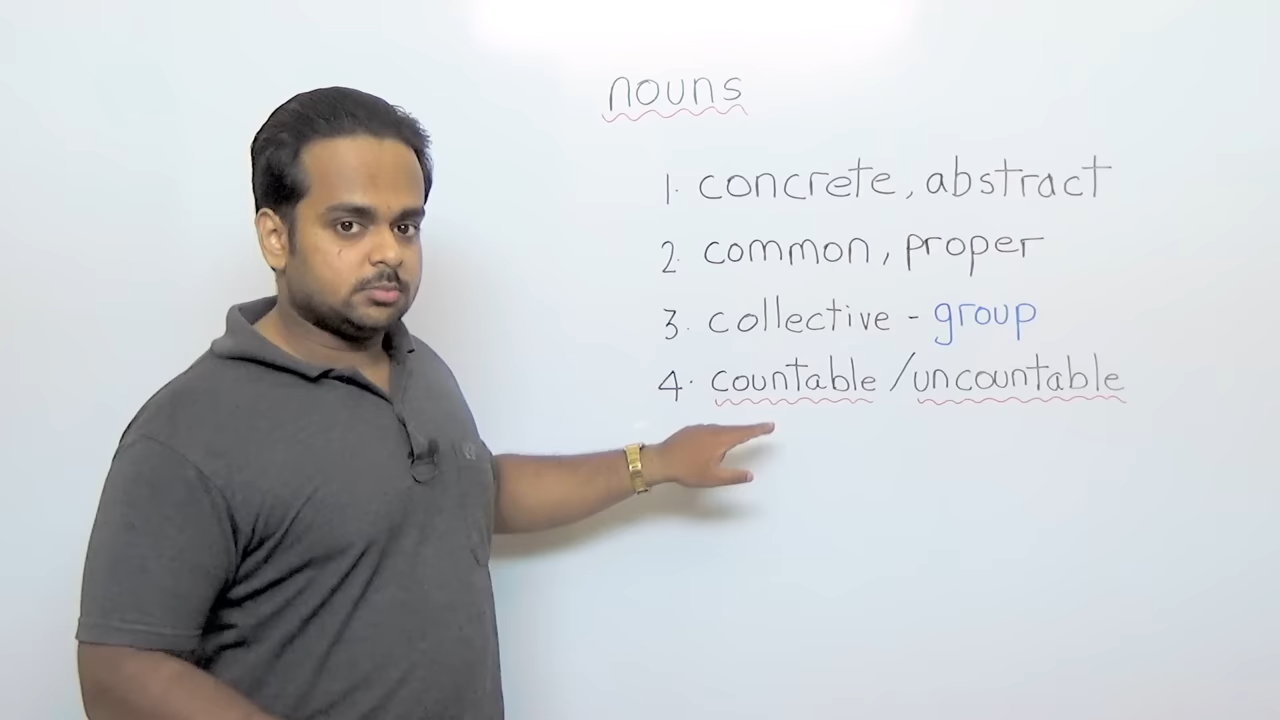 nouns
1. concrete, abstract
2. common, proper
3. collective - group
4. countable / uncountable